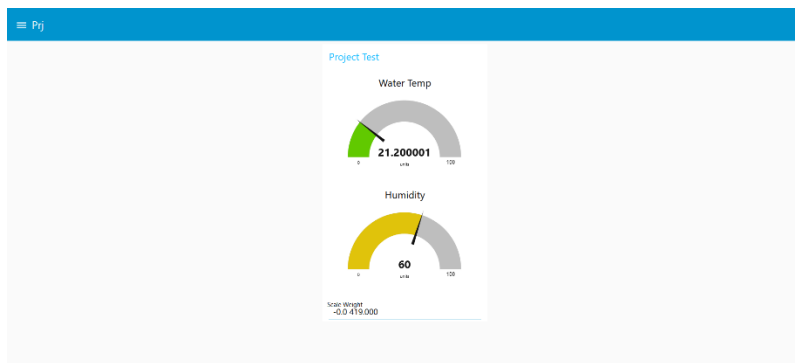 Prj
Project Test
Water Temp
21.200001
0 units 100
Humidity
60
0 units 100
Scale Weight
-0.0 419.000